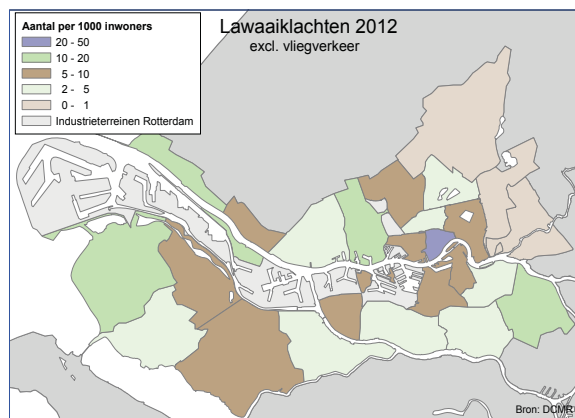 Lawaaiklachten 2012
excl. vliegverkeer
Aantal per 1000 inwoners
20 - 50
10 - 20
5 - 10
2 - 5
0 - 1
Industrieterreinen Rotterdam
Bron: DCMR